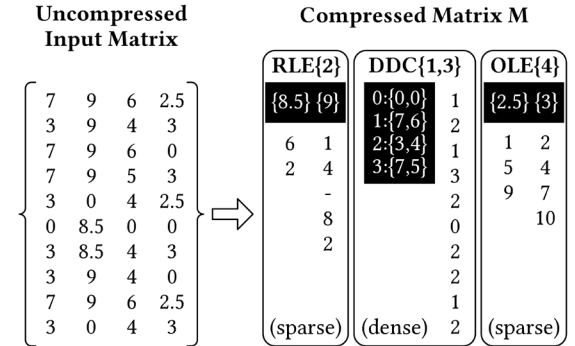 Uncompressed
Input Matrix
7 9 6 2.5
3 9 4 3
7 9 6 0
7 9 5 3
3 0 4 2.5
0 8.5 0 0
3 8.5 4 3
3 9 4 0
7 9 6 2.5
3 0 4 3
Compressed Matrix M
RLE{2}
{8.5} {9}
6 1
2 4
-
8
2
(sparse)
DDC{1,3}
0:{0,0}
1:{7,6}
2:{3,4}
3:{7,5}
1
2
1
3
2
0
2
2
1
2
(dense)
OLE{4}
{2.5} {3}
1 2
5 4
9 7
10
(sparse)